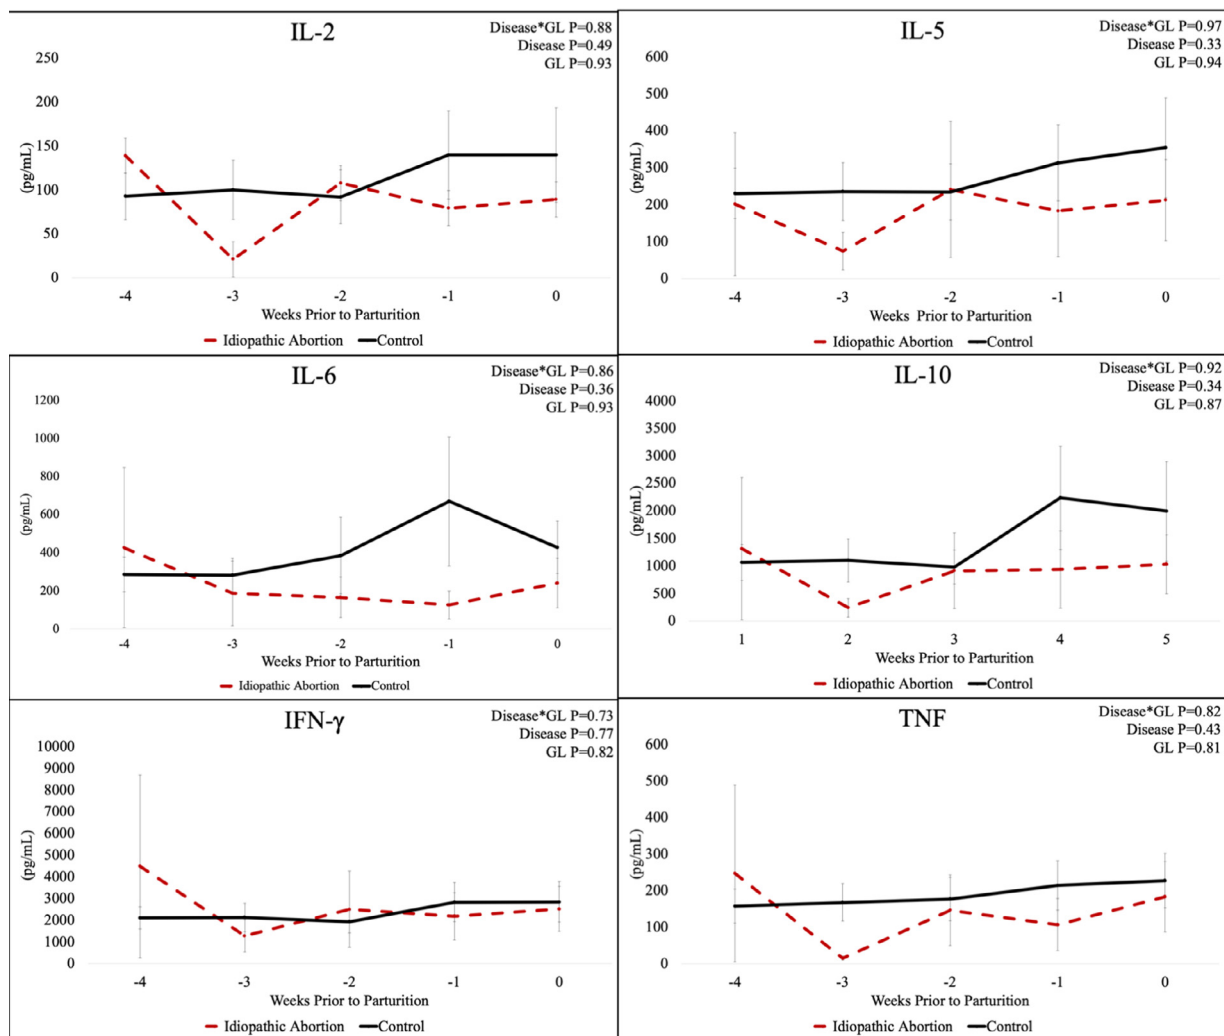 IL-2
Disease*GL P=0.88
Disease P=0.49
GL P=0.93
250
200
150
100
50
0
(pg/mL)
-4 -3 -2 -1 0
Weeks Prior to Parturition
Idiopathic Abortion Control
IL-5
Disease*GL P=0.97
Disease P=0.33
GL P=0.94
600
500
400
300
200
100
0
(pg/mL)
-4 -3 -2 -1 0
Weeks Prior to Parturition
Idiopathic Abortion Control
IL-6
Disease*GL P=0.86
Disease P=0.36
GL P=0.93
1200
1000
800
600
400
200
0
(pg/mL)
-4 -3 -2 -1 0
Weeks Prior to Parturition
Idiopathic Abortion Control
IL-10
Disease*GL P=0.92
Disease P=0.34
GL P=0.87
4000
3500
3000
2500
2000
1500
1000
500
0
(pg/mL)
1 2 3 4 5
Weeks Prior to Parturition
Idiopathic Abortion Control
IFN-γ
Disease*GL P=0.73
Disease P=0.77
GL P=0.82
10000
9000
8000
7000
6000
5000
4000
3000
2000
1000
0
(pg/mL)
-4 -3 -2 -1 0
Weeks Prior to Parturition
Idiopathic Abortion Control
TNF
Disease*GL P=0.82
Disease P=0.43
GL P=0.81
600
500
400
300
200
100
0
(pg/mL)
-4 -3 -2 -1 0
Weeks Prior to Parturition
Idiopathic Abortion Control